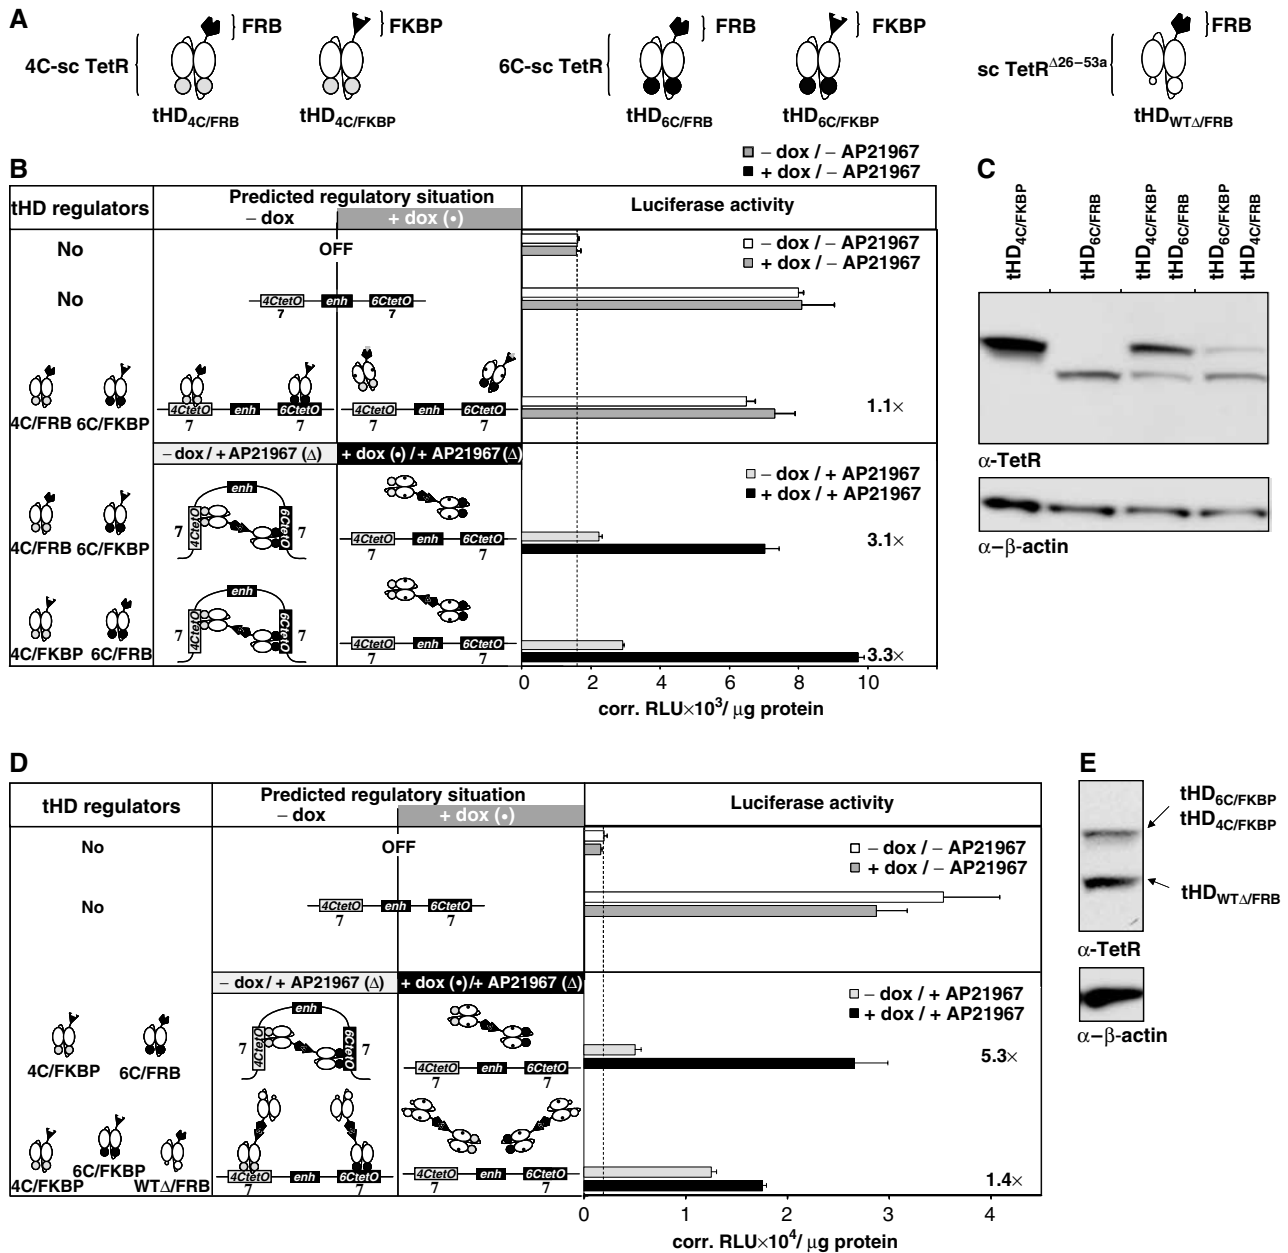 A
4C-sc TetR
FRB
FKBP
tHD4C/FRB
tHD4C/FKBP
6C-sc TetR
FRB
FKBP
tHD6C/FRB
tHD6C/FKBP
sc TetRΔ26–53a
FRB
tHDWTΔ/FRB
B
– dox / – AP21967
+ dox / – AP21967
tHD regulators
Predicted regulatory situation
– dox
+ dox (•)
Luciferase activity
No
OFF
– dox / – AP21967
+ dox / – AP21967
No
4CtetO enh 6CtetO
7 7
4C/FRB 6C/FKBP
4CtetO enh 6CtetO
7 7
4CtetO enh 6CtetO
7 7
1.1×
– dox / + AP21967 (Δ)
+ dox (•)/+ AP21967 (Δ)
– dox / + AP21967
+ dox / + AP21967
4C/FRB 6C/FKBP
enh
7 4CtetO 6CtetO 7
4CtetO enh 6CtetO
7 7
3.1×
4C/FKBP 6C/FRB
enh
7 4CtetO 6CtetO 7
4CtetO enh 6CtetO
7 7
3.3×
0 2 4 6 8 10
corr. RLU×10³/ μg protein
C
tHD4C/FKBP
tHD6C/FRB
tHD4C/FKBP
tHD6C/FRB
tHD6C/FKBP
tHD4C/FRB
α-TetR
α–β-actin
D
tHD regulators
Predicted regulatory situation
– dox
+ dox (•)
Luciferase activity
No
OFF
– dox / – AP21967
+ dox / – AP21967
No
4CtetO enh 6CtetO
7 7
– dox / + AP21967 (Δ)
+ dox (•)/+ AP21967 (Δ)
– dox / + AP21967
+ dox / + AP21967
4C/FKBP 6C/FRB
enh
7 4CtetO 6CtetO 7
4CtetO enh 6CtetO
7 7
5.3×
4C/FKBP 6C/FKBP WTΔ/FRB
4CtetO enh 6CtetO
7 7
4CtetO enh 6CtetO
7 7
1.4×
0 1 2 3 4
corr. RLU×10⁴/ μg protein
E
tHD6C/FKBP
tHD4C/FKBP
tHDWTΔ/FRB
α-TetR
α–β-actin